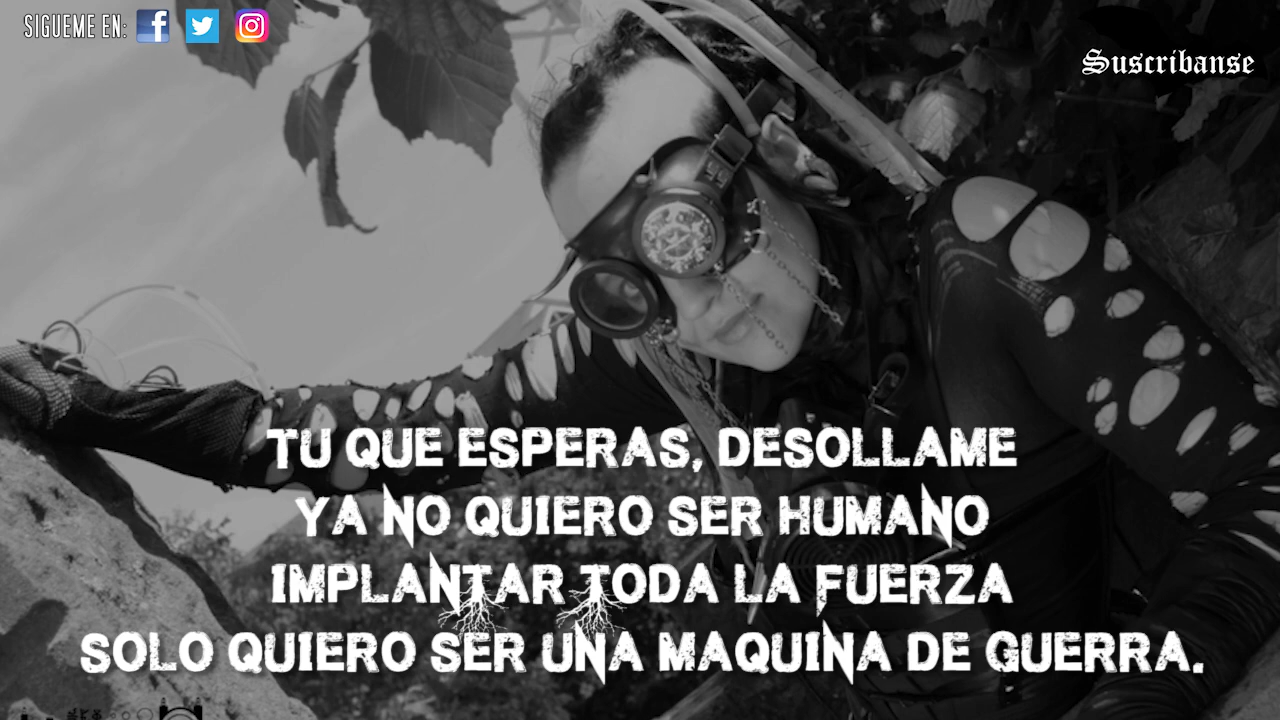 SIGUEME EN:
Suscribanse
TU QUE ESPERAS, DESOLLAME
YA NO QUIERO SER HUMANO
IMPLANTAR TODA LA FUERZA
SOLO QUIERO SER UNA MAQUINA DE GUERRA.